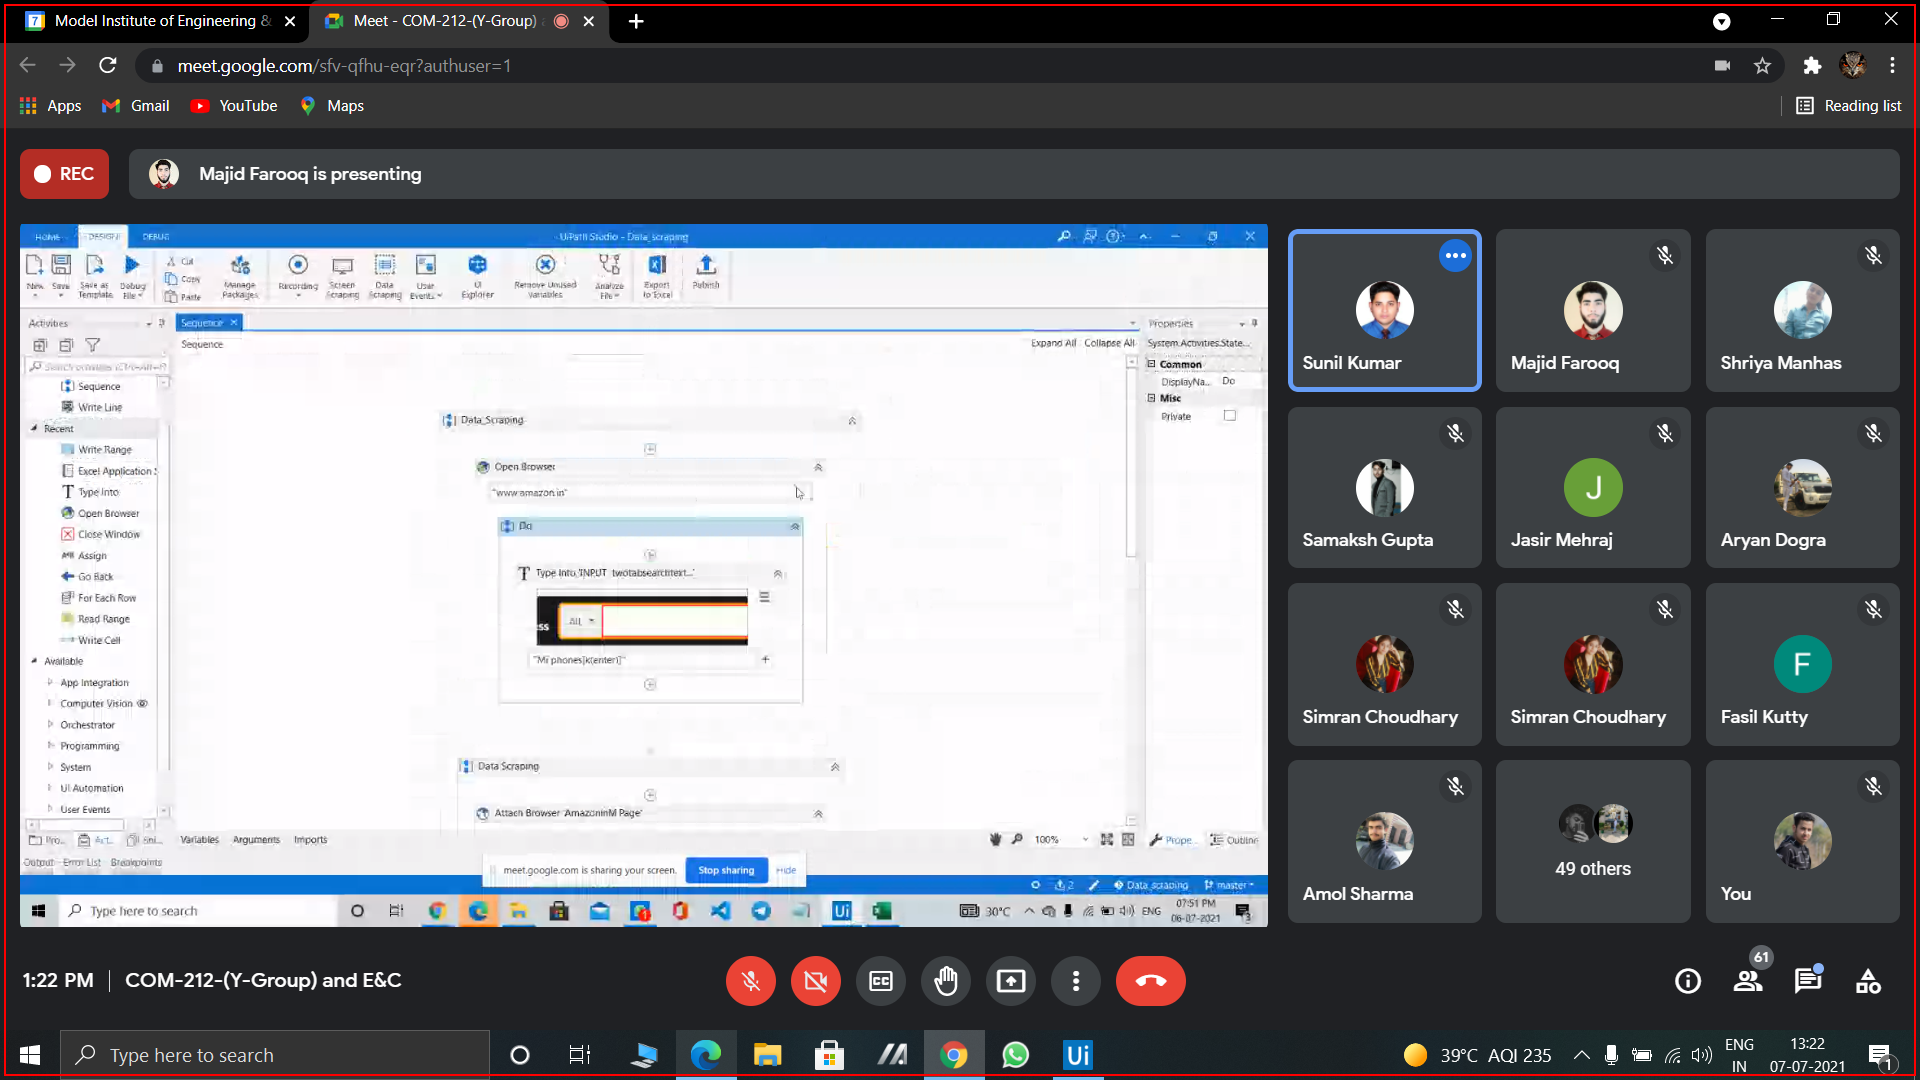 Model Institute of Engineering &
Meet - COM-212-(Y-Group)
meet.google.com/sfv-qfhu-eqr?authuser=1
Apps
Gmail
YouTube
Maps
Reading list
REC
Majid Farooq is presenting
HOME
DESIGN
DEBUG
UiPath Studio - Data_scraping
New
Save
Save as Template
Debug File
Cut
Copy
Paste
Manage Packages
Recording
Screen Scraping
Data Scraping
User Events
UI Explorer
Remove Unused Variables
Analyze File
Export to Excel
Publish
Activities
Sequence
Write Line
Recent
Write Range
Excel Application
Type Into
Open Browser
Close Window
Assign
Go Back
For Each Row
Read Range
Write Cell
Available
App Integration
Computer Vision
Orchestrator
Programming
System
UI Automation
User Events
Sequence
Sequence
Expand All
Collapse All
Data_Scraping
Open Browser
"www.amazon.in"
Do
Type Into 'INPUT twotabsearchtext...'
ss
All
"Mi phones[k(enter)]"
Data Scraping
Attach Browser 'AmazoninM Page'
Properties
System.Activities.State...
Common
DisplayNa...
Do
Misc
Private
Variables
Arguments
Imports
100%
Prope...
Outline
Output
Error List
Breakpoints
meet.google.com is sharing your screen.
Stop sharing
Hide
2
Data_scraping
master
Type here to search
30°C
ENG
07:51 PM
06-07-2021
Sunil Kumar
Majid Farooq
Shriya Manhas
Samaksh Gupta
J
Jasir Mehraj
Aryan Dogra
Simran Choudhary
Simran Choudhary
F
Fasil Kutty
Amol Sharma
49 others
You
1:22 PM
COM-212-(Y-Group) and E&C
61
Type here to search
Ui
39°C AQI 235
ENG
IN
13:22
07-07-2021
1